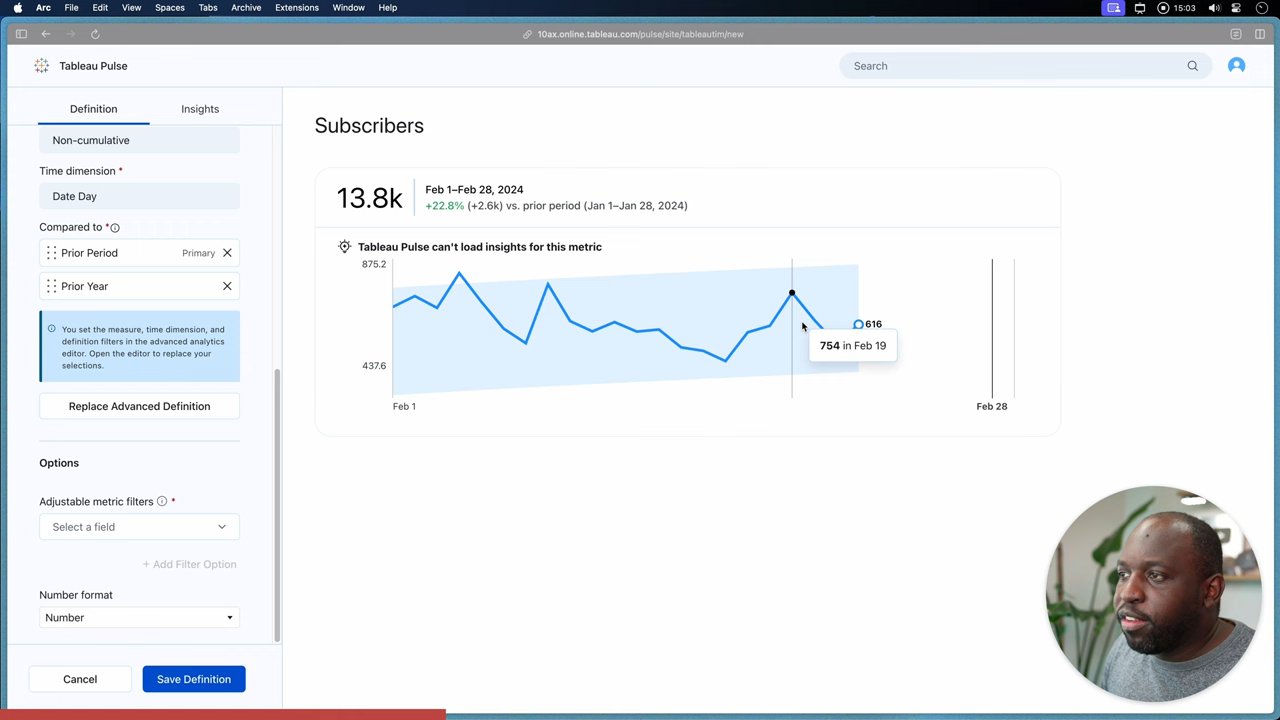 Arc File Edit View Spaces Tabs Archive Extensions Window Help 15:03
10ax.online.tableau.com/pulse/site/tableautim/new
Tableau Pulse
Search
Definition Insights
Non-cumulative
Time dimension *
Date Day
Compared to *
Prior Period Primary
Prior Year
You set the measure, time dimension, and
definition filters in the advanced analytics
editor. Open the editor to replace your
selections.
Replace Advanced Definition
Options
Adjustable metric filters *
Select a field
+ Add Filter Option
Number format
Number
Cancel Save Definition
Subscribers
13.8k
Feb 1–Feb 28, 2024
+22.8% (+2.6k) vs. prior period (Jan 1–Jan 28, 2024)
Tableau Pulse can't load insights for this metric
875.2
616
754 in Feb 19
437.6
Feb 1 Feb 28